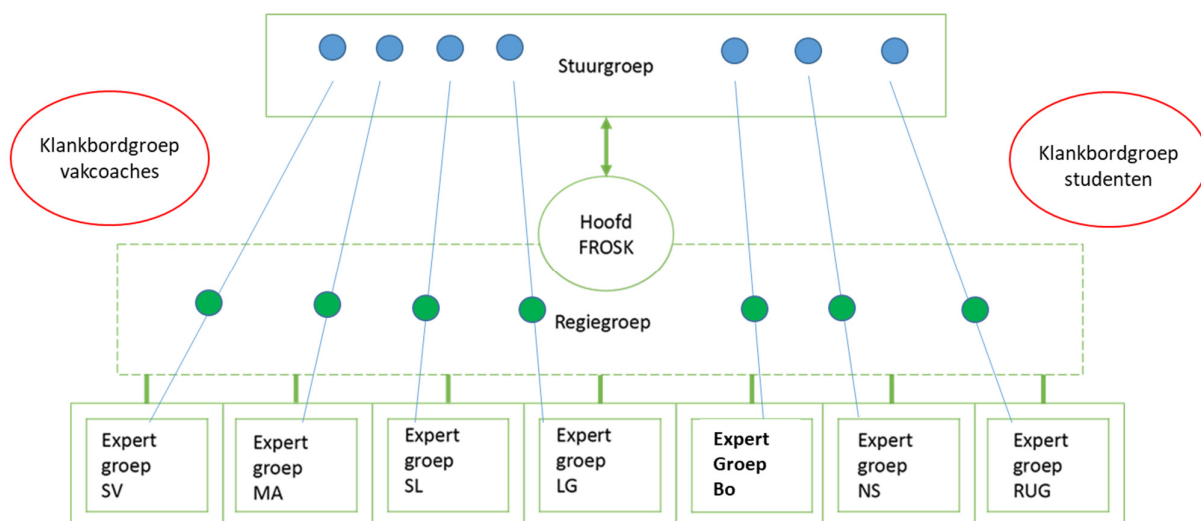 Stuurgroep
Klankbordgroep
vakcoaches
Klankbordgroep
studenten
Hoofd
FROSK
Regiegroep
Expert
groep
SV
Expert
groep
MA
Expert
groep
SL
Expert
groep
LG
Expert
Groep
Bo
Expert
groep
NS
Expert
groep
RUG